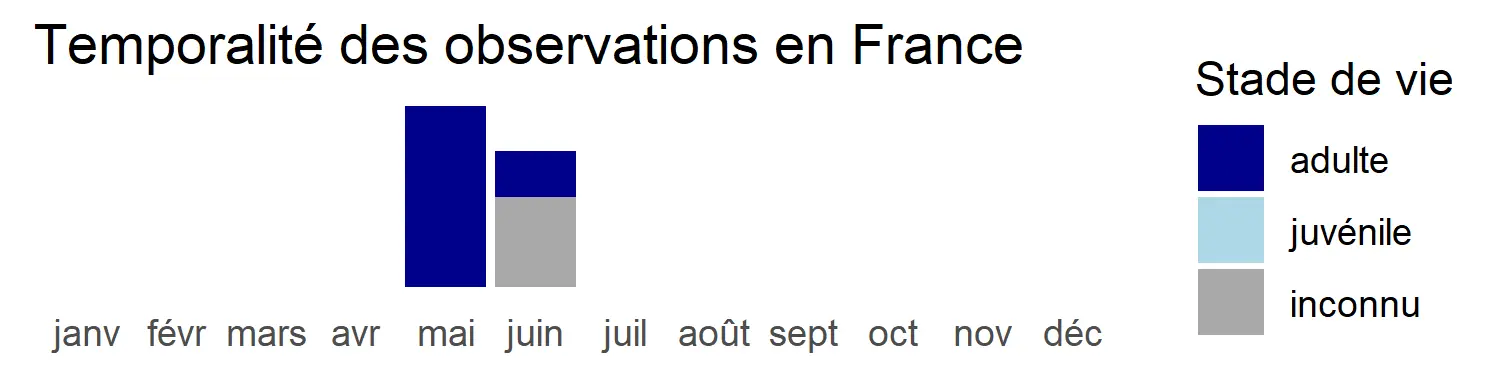 Temporalité des observations en France
janv févr mars avr mai juin juil août sept oct nov déc
Stade de vie
adulte
juvénile
inconnu